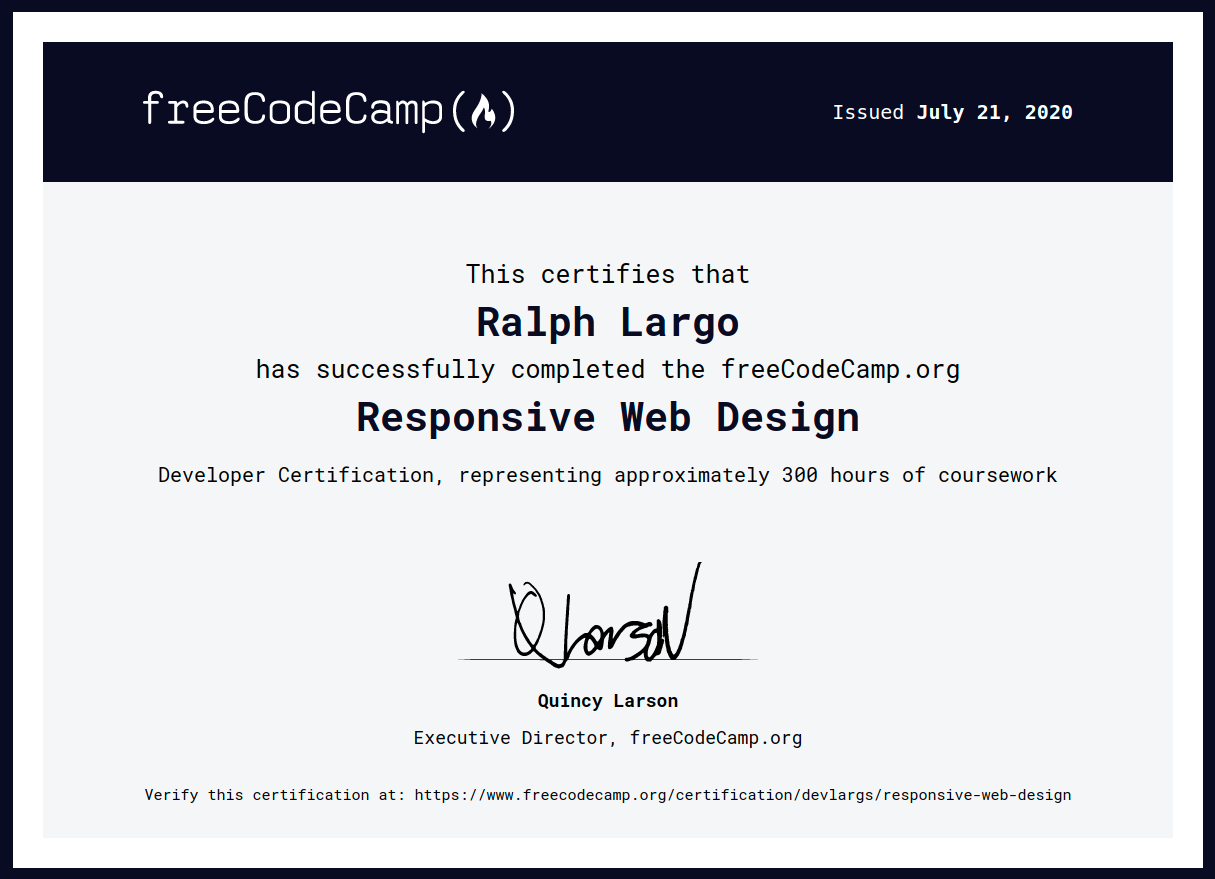 freeCodeCamp(🔥)
Issued July 21, 2020
This certifies that
Ralph Largo
has successfully completed the freeCodeCamp.org
Responsive Web Design
Developer Certification, representing approximately 300 hours of coursework
Q Larson
Quincy Larson
Executive Director, freeCodeCamp.org
Verify this certification at: https://www.freecodecamp.org/certification/devlargs/responsive-web-design